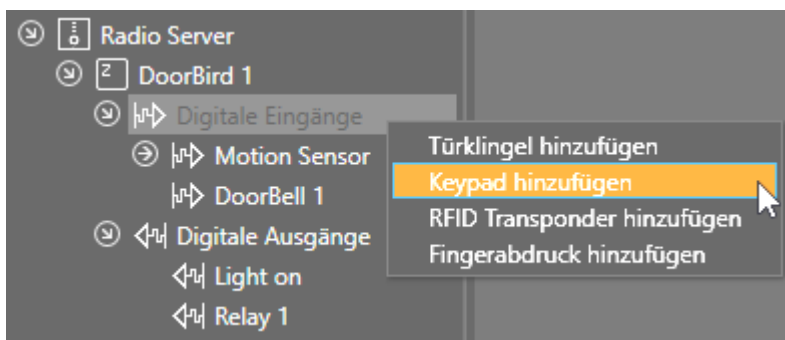 Radio Server
DoorBird 1
Digitale Eingänge
Motion Sensor
DoorBell 1
Digitale Ausgänge
Light on
Relay 1
Türklingel hinzufügen
Keypad hinzufügen
RFID Transponder hinzufügen
Fingerabdruck hinzufügen